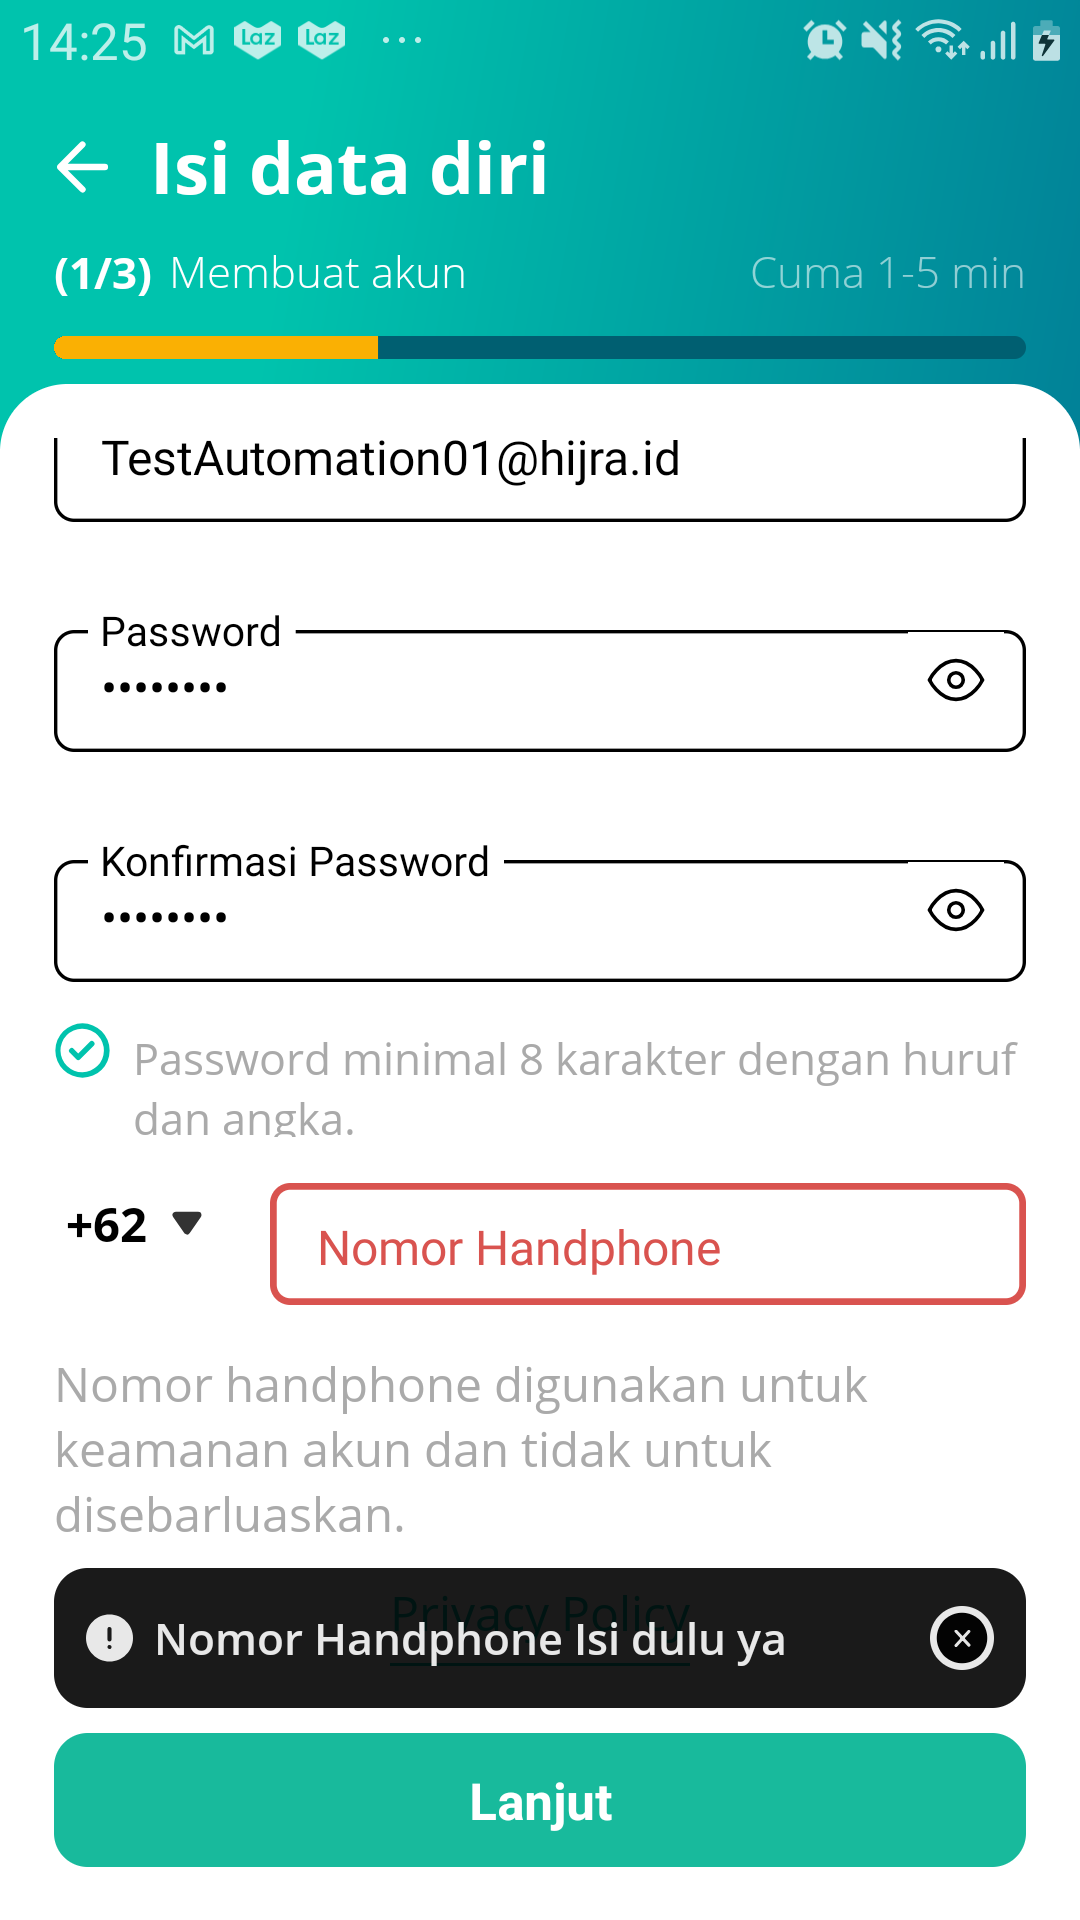 14:25
Laz Laz ...
Isi data diri
(1/3) Membuat akun Cuma 1-5 min
TestAutomation01@hijra.id
Password
••••••••
Konfirmasi Password
••••••••
Password minimal 8 karakter dengan huruf
dan angka.
+62 Nomor Handphone
Nomor handphone digunakan untuk
keamanan akun dan tidak untuk
disebarluaskan.
Privacy Policy
Nomor Handphone Isi dulu ya
Lanjut